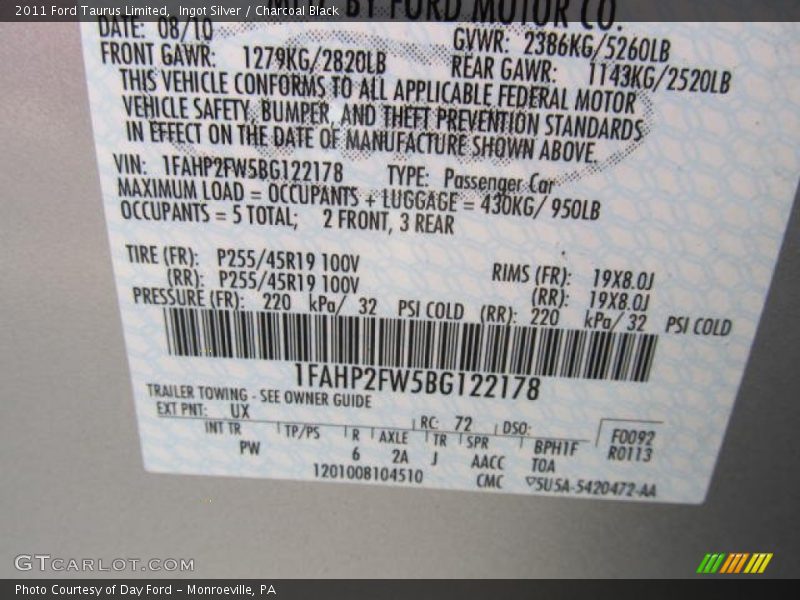 2011 Ford Taurus Limited, Ingot Silver / Charcoal Black
BY FORD MOTOR CO.
DATE: 08/10 GVWR: 2386KG/5260LB
FRONT GAWR: 1279KG/2820LB REAR GAWR: 1143KG/2520LB
THIS VEHICLE CONFORMS TO ALL APPLICABLE FEDERAL MOTOR
VEHICLE SAFETY, BUMPER, AND THEFT PREVENTION STANDARDS
IN EFFECT ON THE DATE OF MANUFACTURE SHOWN ABOVE.
VIN: 1FAHP2FW5BG122178 TYPE: Passenger Car
MAXIMUM LOAD = OCCUPANTS + LUGGAGE = 430KG/ 950LB
OCCUPANTS = 5 TOTAL; 2 FRONT, 3 REAR
TIRE (FR): P255/45R19 100V RIMS (FR): 19X8.0J
(RR): P255/45R19 100V (RR): 19X8.0J
PRESSURE (FR): 220 kPa/ 32 PSI COLD (RR): 220 kPa/ 32 PSI COLD
1FAHP2FW5BG122178
TRAILER TOWING - SEE OWNER GUIDE
EXT PNT: UX RC: 72 DSO: F0092
INT TR TP/PS R AXLE TR SPR BPH1F R0113
PW 6 2A J AACC TOA
1201008104510 CMC ▽5U5A-5420472-AA
GTCARLOT.COM
Photo Courtesy of Day Ford - Monroeville, PA